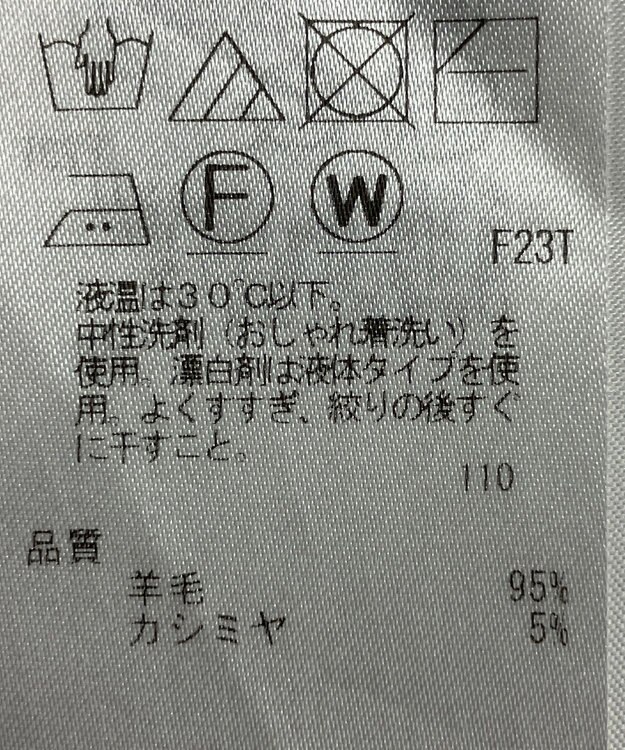 F
W
F23T
液温は30℃以下。
中性洗剤(おしゃれ着洗い)を
使用。漂白剤は液体タイプを使
用。よくすすぎ、絞りの後すぐ
に干すこと。
110
品質
羊毛 95%
カシミヤ 5%